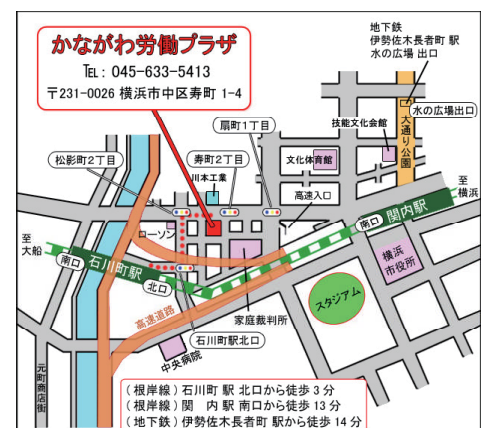 かながわ労働プラザ
TEL: 045-633-5413
〒231-0026 横浜市中区寿町 1-4
地下鉄
伊勢佐木長者町 駅
水の広場 出口
水の広場出口
大通り公園
技能文化会館
扇町1丁目
寿町2丁目
松影町2丁目
川本工業
文化体育館
高速入口
至
横浜
関内駅
南口
ローソン
至
大船
南口
石川町駅
北口
横浜
市役所
スタジアム
家庭裁判所
高速道路
石川町駅北口
中央病院
元町商店街
(根岸線)石川町 駅 北口から徒歩 3 分
(根岸線)関 内 駅 南口から徒歩 13 分
(地下鉄)伊勢佐木長者町 駅から徒歩 14 分